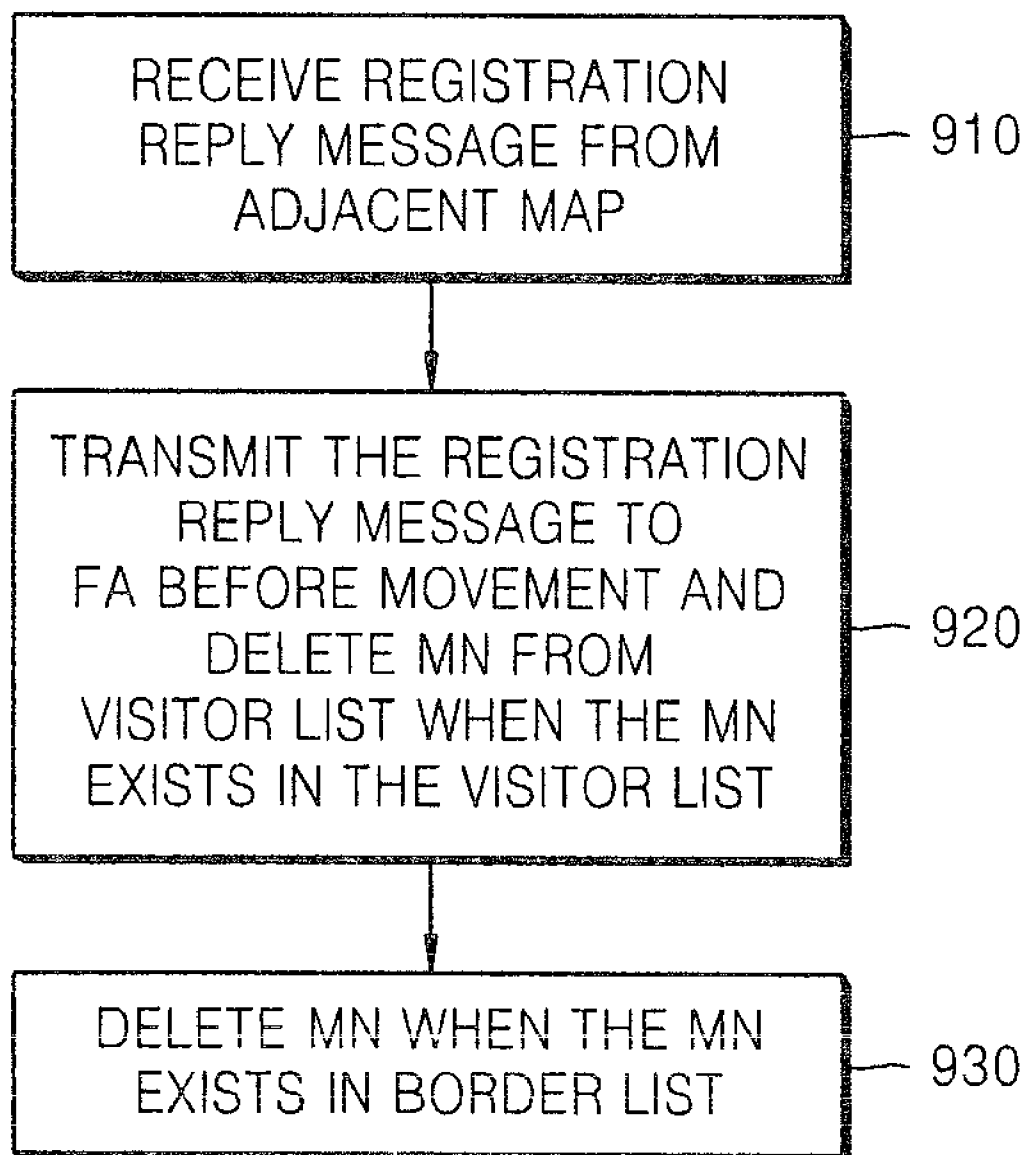 RECEIVE REGISTRATION
REPLY MESSAGE FROM
ADJACENT MAP
910
TRANSMIT THE REGISTRATION
REPLY MESSAGE TO
FA BEFORE MOVEMENT AND
DELETE MN FROM
VISITOR LIST WHEN THE MN
EXISTS IN THE VISITOR LIST
920
DELETE MN WHEN THE MN
EXISTS IN BORDER LIST
930